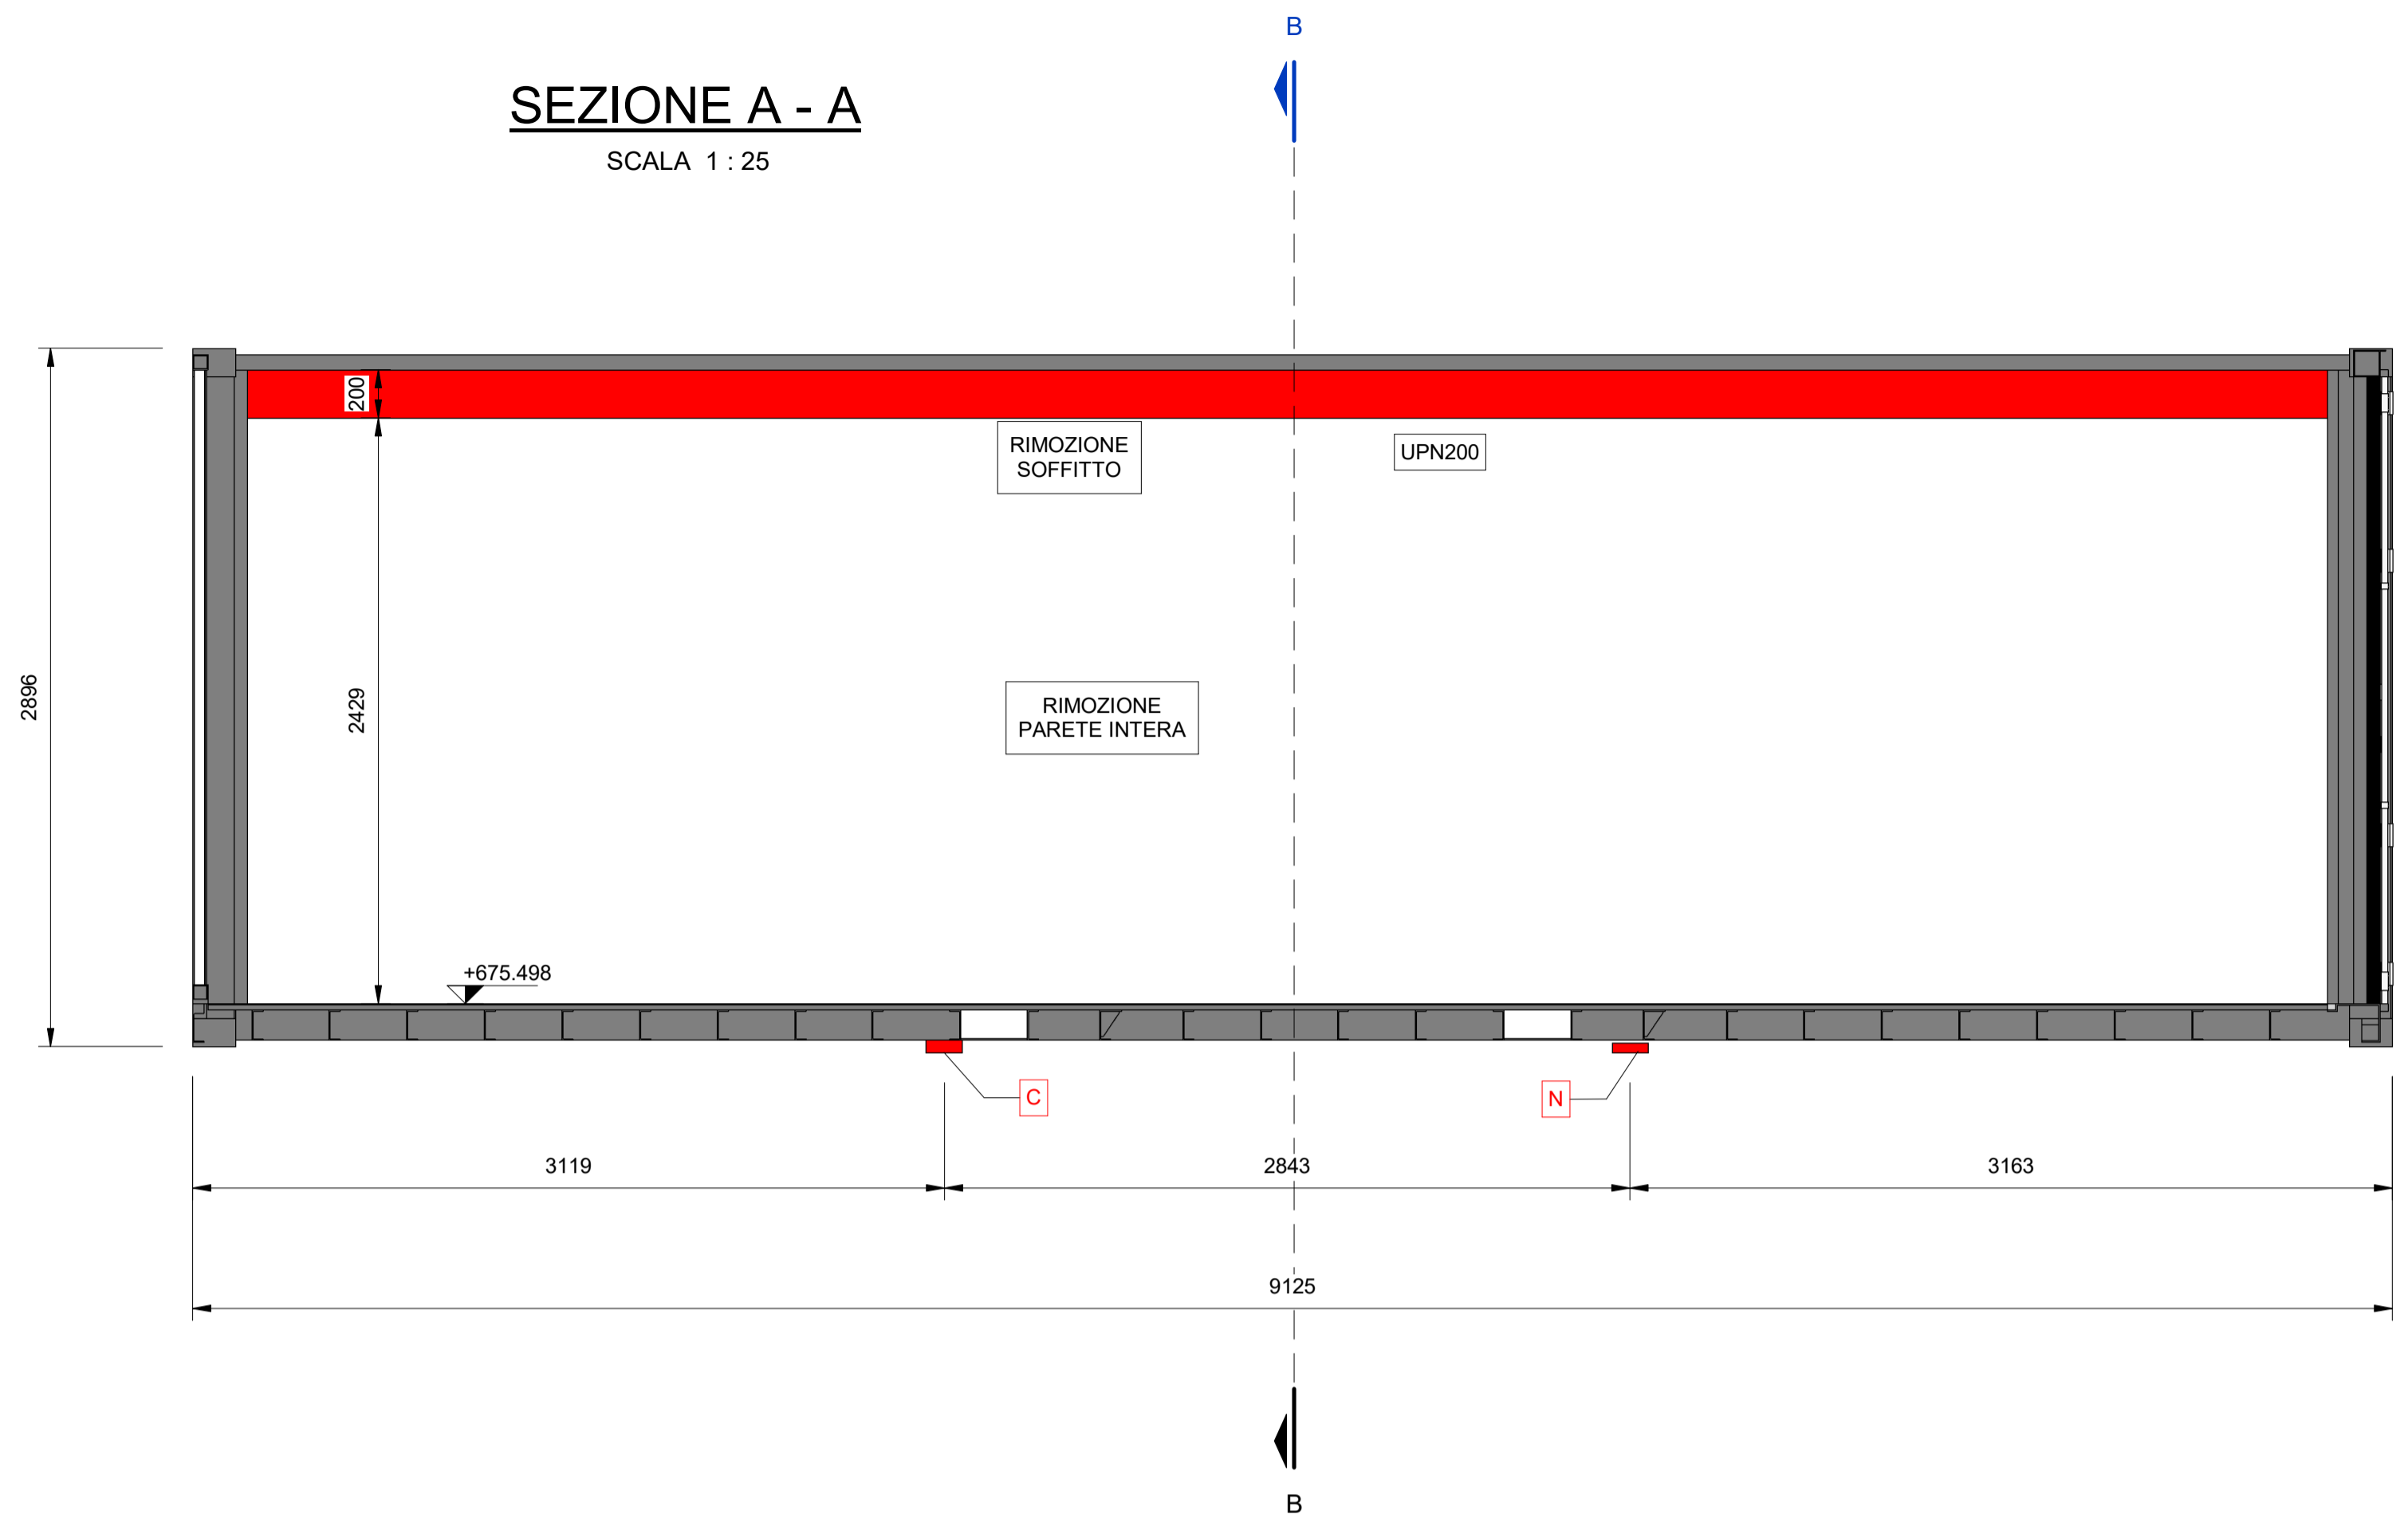 B
SEZIONE A - A
SCALA 1 : 25
200
RIMOZIONE
SOFFITTO
UPN200
2896
2429
RIMOZIONE
PARETE INTERA
+675.498
C
N
3119
2843
3163
9125
B